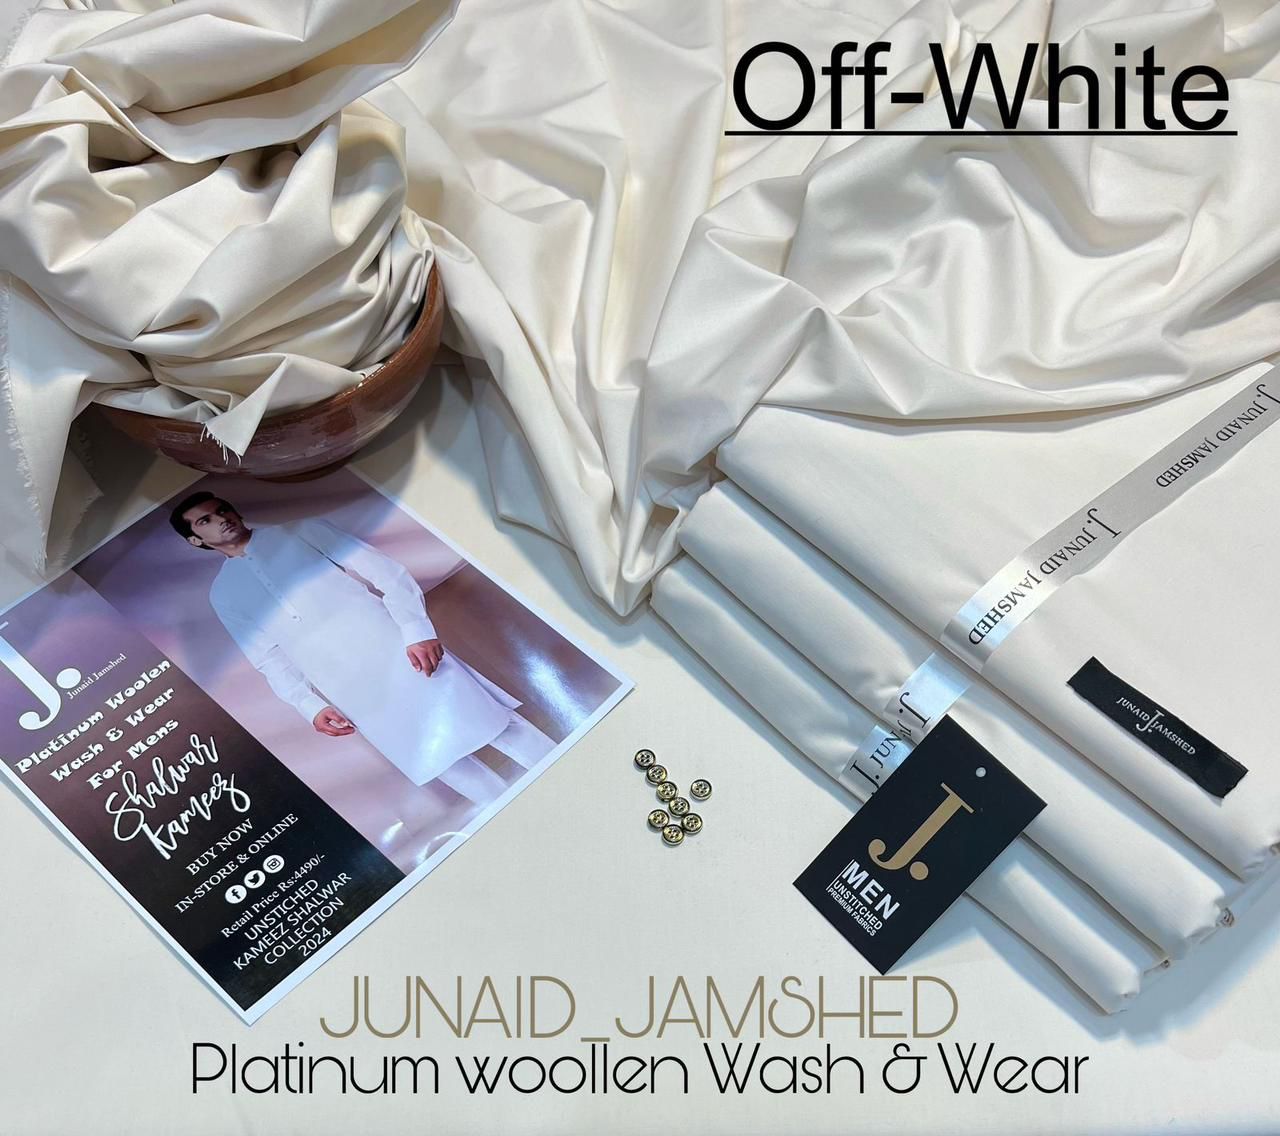 Off-White
J.
Junaid Jamshed
Platinum Woolen
Wash & Wear
For Mens
Shalwar
Kameez
BUY NOW
IN-STORE & ONLINE
Retail Price Rs:4490/-
UNSTICHED
KAMEEZ SHALWAR
COLLECTION
2024
J. JUNAID JAMSHED
J. JUNAID JAMSHED
J.
J. JUN
JUNAID J. JAMSHED
J.
MEN
UNSTITCHED
PREMIUM FABRICS
JUNAID_JAMSHED
Platinum woollen Wash & Wear